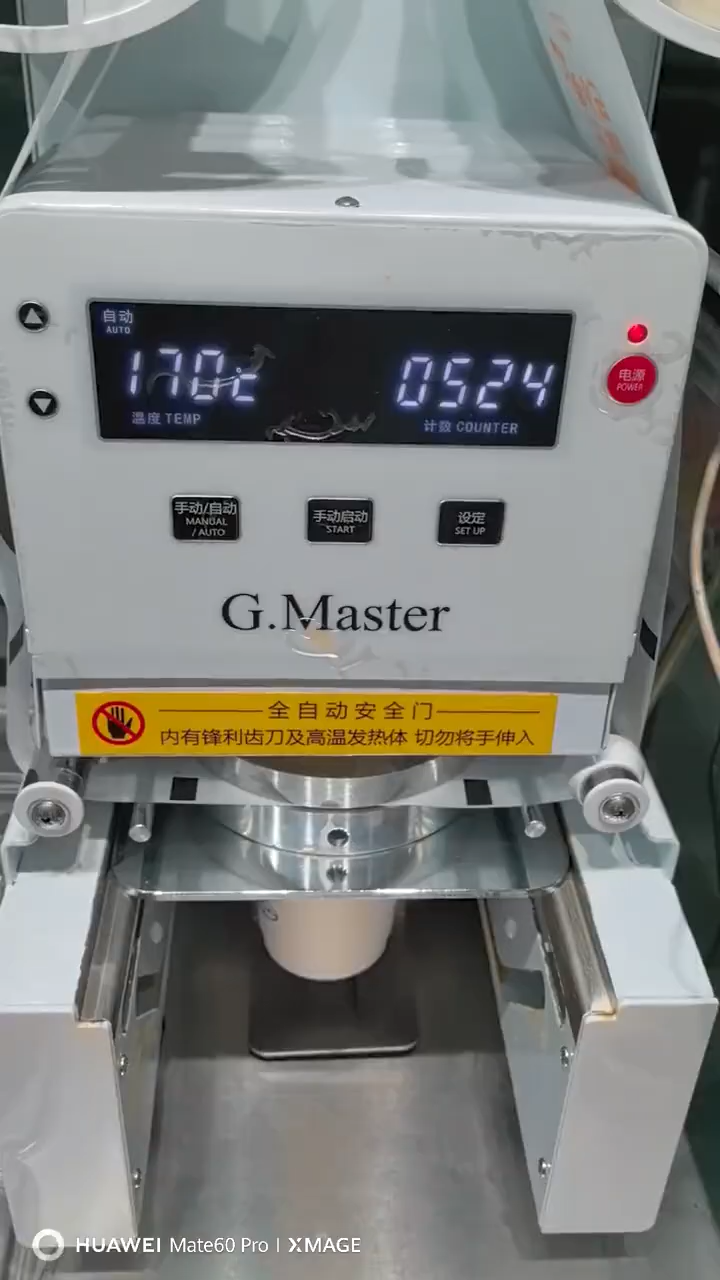 自动
AUTO
170℃
0524
温度 TEMP
计数 COUNTER
电源
POWER
手动/自动
MANUAL
/ AUTO
手动启动
START
设定
SET UP
G.Master
全自动安全门
内有锋利齿刀及高温发热体 切勿将手伸入
HUAWEI Mate60 Pro | XMAGE